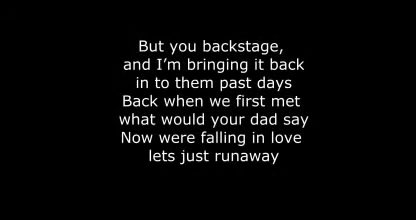 But you backstage,
and I'm bringing it back
in to them past days
Back when we first met
what would your dad say
Now were falling in love
lets just runaway